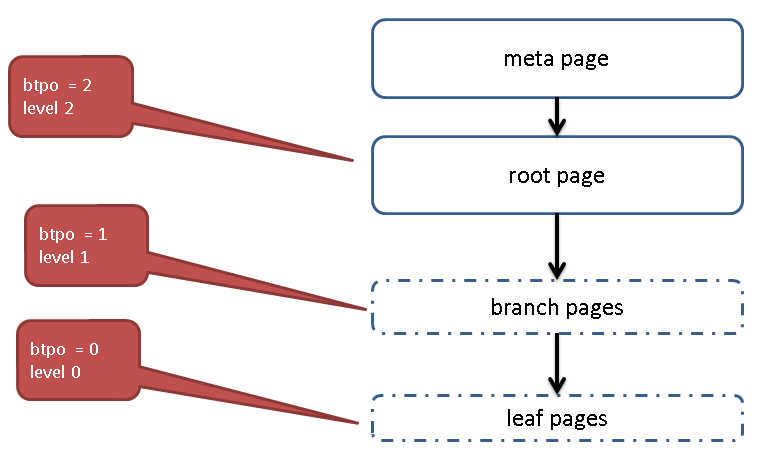 meta page
btpo  = 2
level 2
root page
btpo  = 1
level 1
branch pages
btpo  = 0
level 0
leaf pages